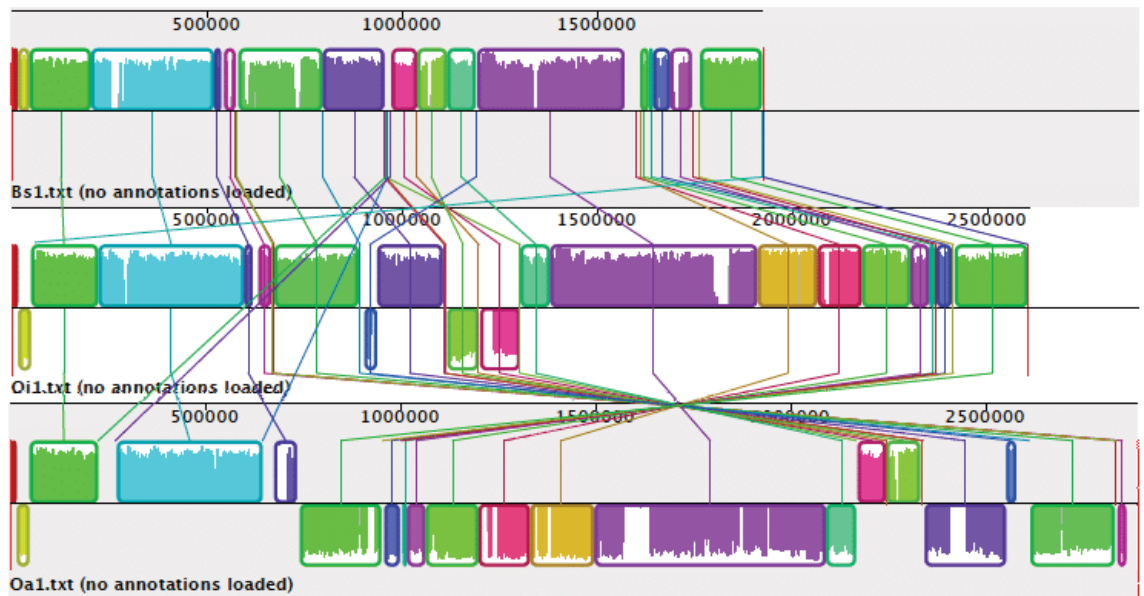 500000 1000000 1500000
Bs1.txt (no annotations loaded)
500000 1000000 1500000 2000000 2500000
Oi1.txt (no annotations loaded)
500000 1000000 1500000 2000000 2500000
Oa1.txt (no annotations loaded)